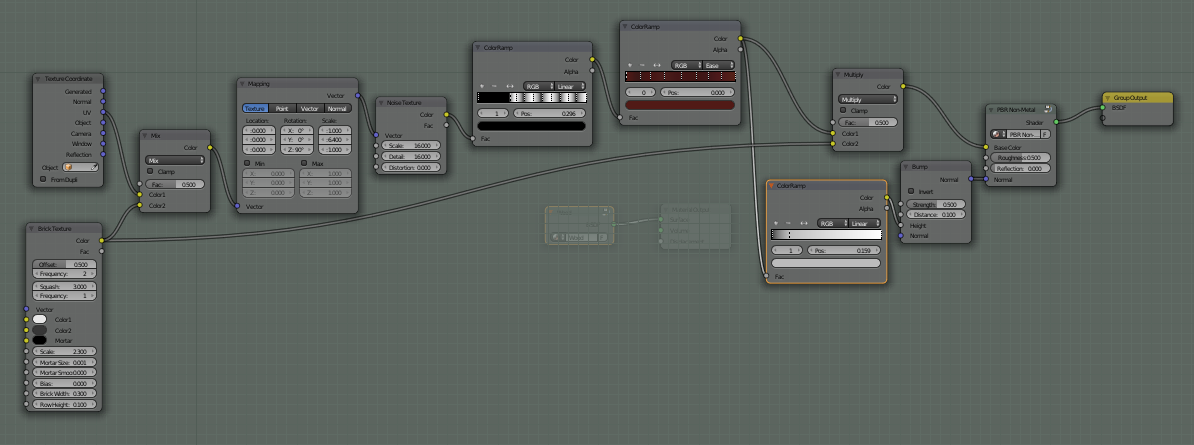 Texture Coordinate
Generated
Normal
UV
Object
Camera
Window
Reflection
Object:
From Dupli
Brick Texture
Color
Fac
Offset: 0.500
Frequency: 2
Squash: 3.000
Frequency: 1
Vector
Color1
Color2
Mortar
Scale: 2.300
Mortar Size: 0.001
Mortar Smoo: 0.000
Bias: 0.000
Brick Width: 0.300
Row Height: 0.100
Mix
Color
Mix
Clamp
Fac: 0.500
Color1
Color2
Mapping
Vector
Texture Point Vector Normal
Location: Rotation: Scale:
0.000 X: 0° 1.000
0.000 Y: 0° 6.400
0.000 Z: 90° 1.000
Min Max
X: 0.000 X: 1.000
Y: 0.000 Y: 1.000
Z: 0.000 Z: 1.000
Vector
Noise Texture
Color
Fac
Vector
Scale: 16.000
Detail: 16.000
Distortion: 0.000
ColorRamp
Color
Alpha
RGB Linear
1 Pos: 0.296
Fac
ColorRamp
Color
Alpha
RGB Ease
0 Pos: 0.000
Fac
Multiply
Color
Multiply
Clamp
Fac: 0.500
Color1
Color2
ColorRamp
Color
Alpha
RGB Linear
1 Pos: 0.159
Fac
Bump
Normal
Invert
Strength: 0.500
Distance: 0.100
Height
Normal
PBR Non-Metal
Shader
PBR Non- F
Base Color
Roughness: 0.500
Reflection: 0.000
Normal
Group Output
BSDF